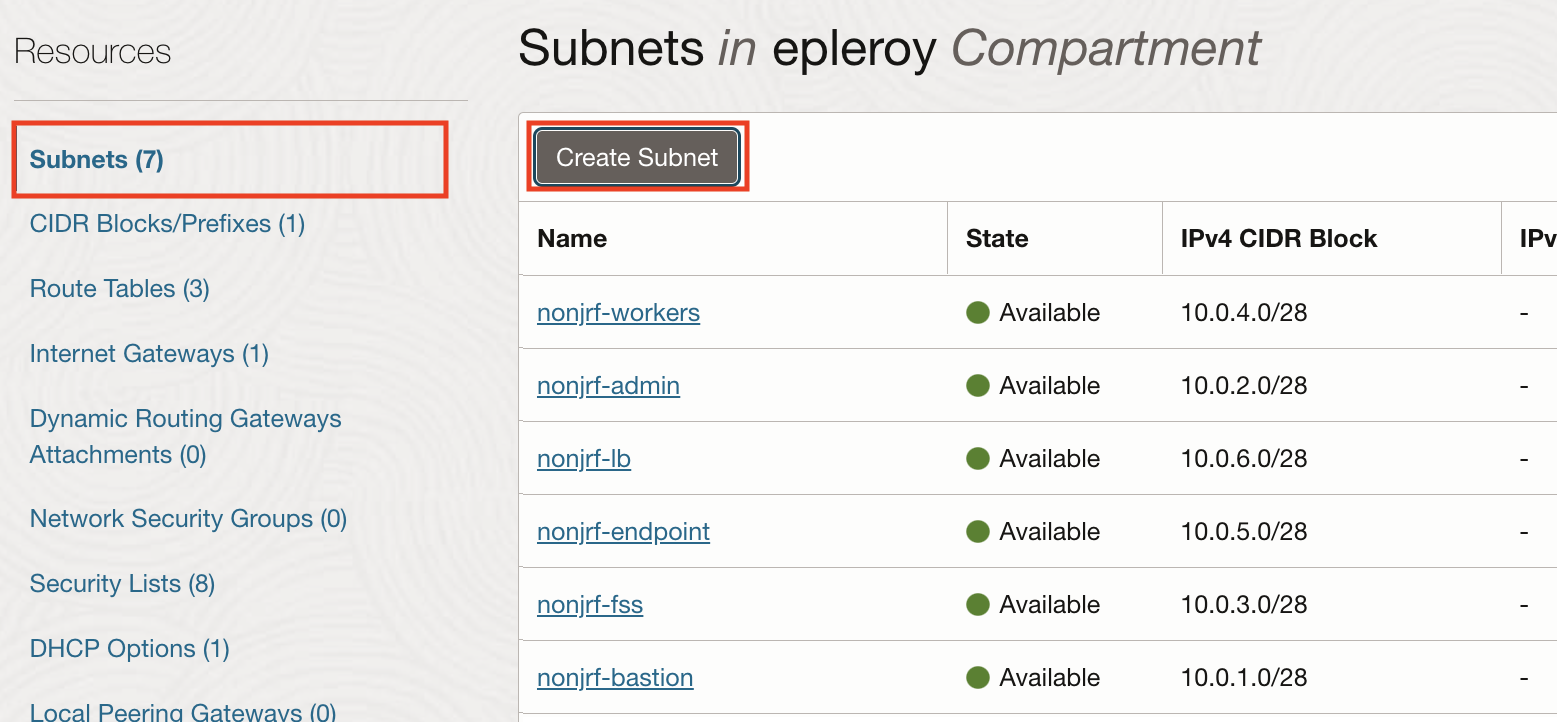 Resources
Subnets (7)
CIDR Blocks/Prefixes (1)
Route Tables (3)
Internet Gateways (1)
Dynamic Routing Gateways
Attachments (0)
Network Security Groups (0)
Security Lists (8)
DHCP Options (1)
Local Peering Gateways (0)
Subnets in epleroy Compartment
Create Subnet
Name State IPv4 CIDR Block IPv
nonjrf-workers Available 10.0.4.0/28 -
nonjrf-admin Available 10.0.2.0/28 -
nonjrf-lb Available 10.0.6.0/28 -
nonjrf-endpoint Available 10.0.5.0/28 -
nonjrf-fss Available 10.0.3.0/28 -
nonjrf-bastion Available 10.0.1.0/28 -